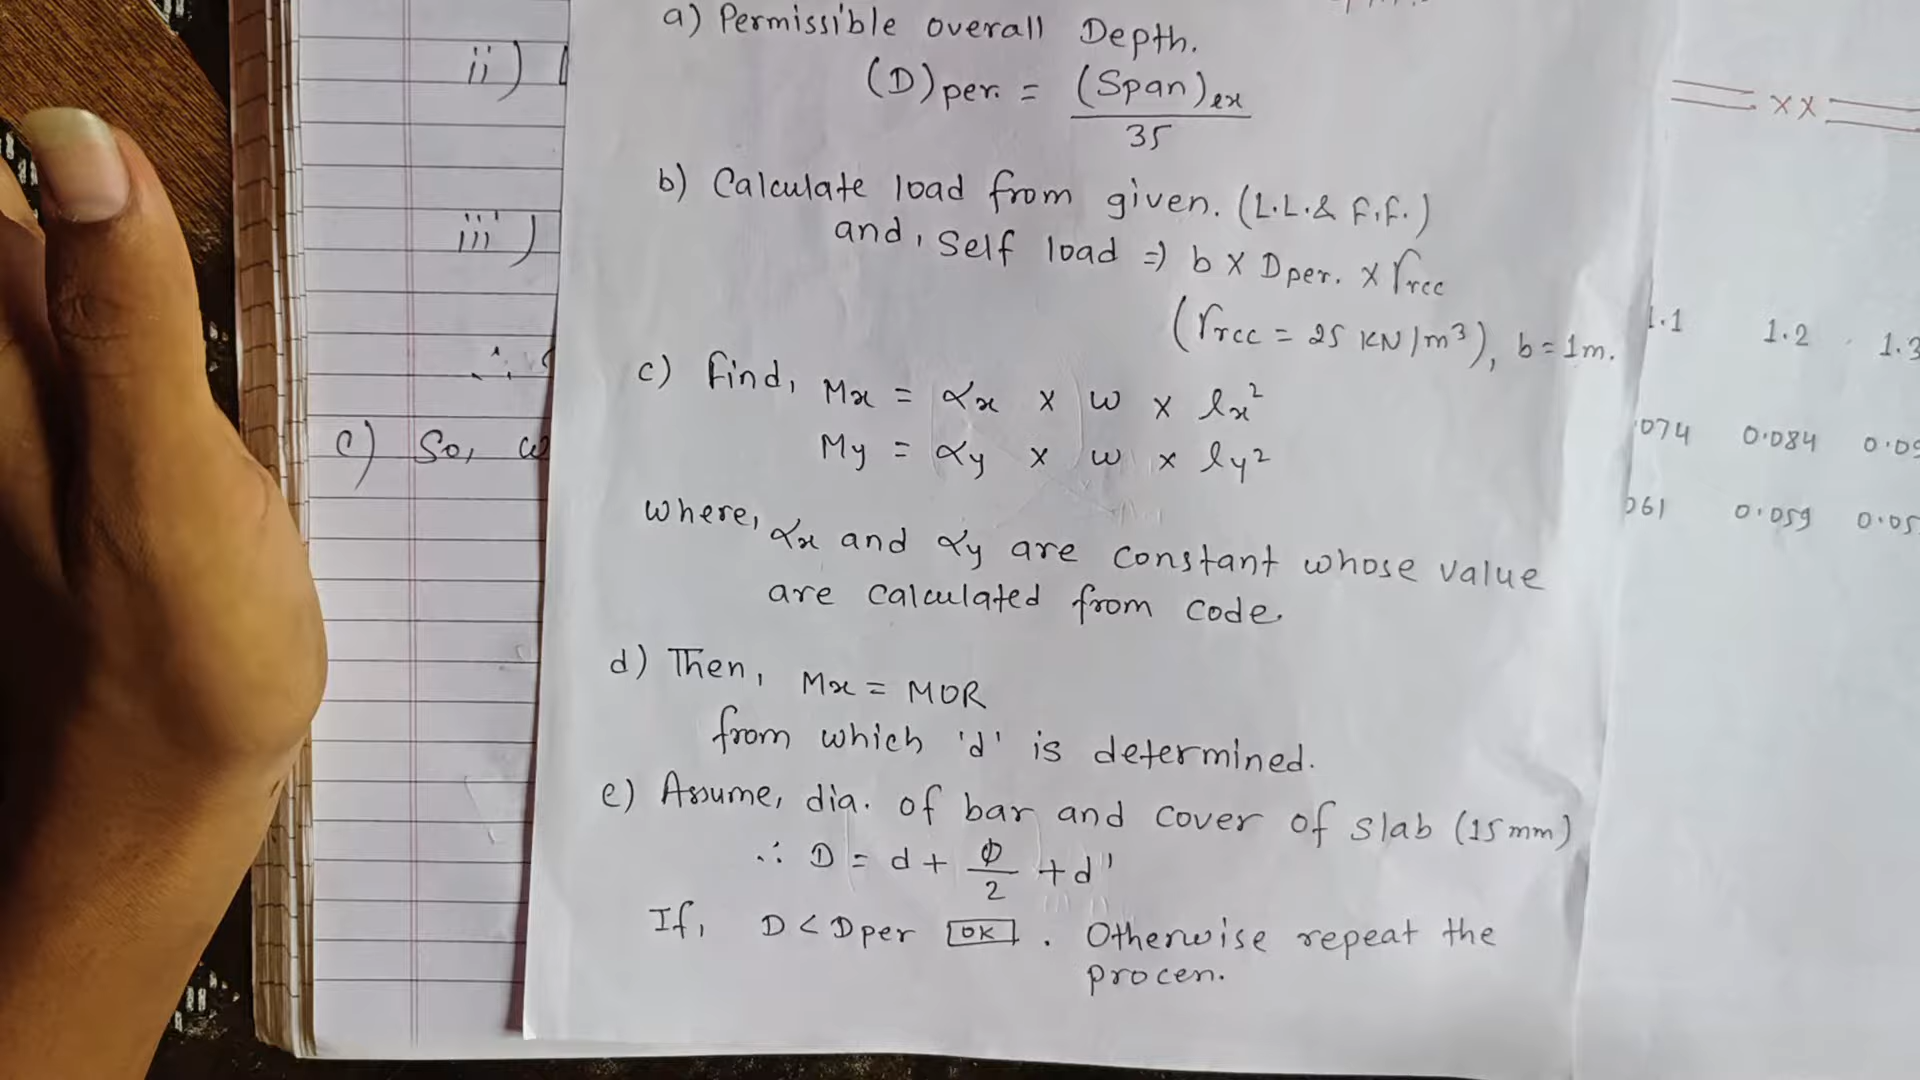 a) Permissible overall Depth.
(D)per. = (Span)ex / 35
b) Calculate load from given. (L.L. & F.F.)
and, Self load ⇒ b x Dper. x γrcc
(γrcc = 25 KN/m³), b = 1m.
c) find, Mx = αx x w x lx²
My = αy x w x ly²
where, αx and αy are constant whose value
are calculated from code.
d) Then, Mx = MOR
from which 'd' is determined.
e) Assume, dia. of bar and cover of slab (15mm)
∴ D = d + Φ/2 + d'
If, D < Dper OK. Otherwise repeat the
process.
ii)
iii)
∴
c) So,
xx
1.1 1.2 1.3
.074 0.084
061 0.059